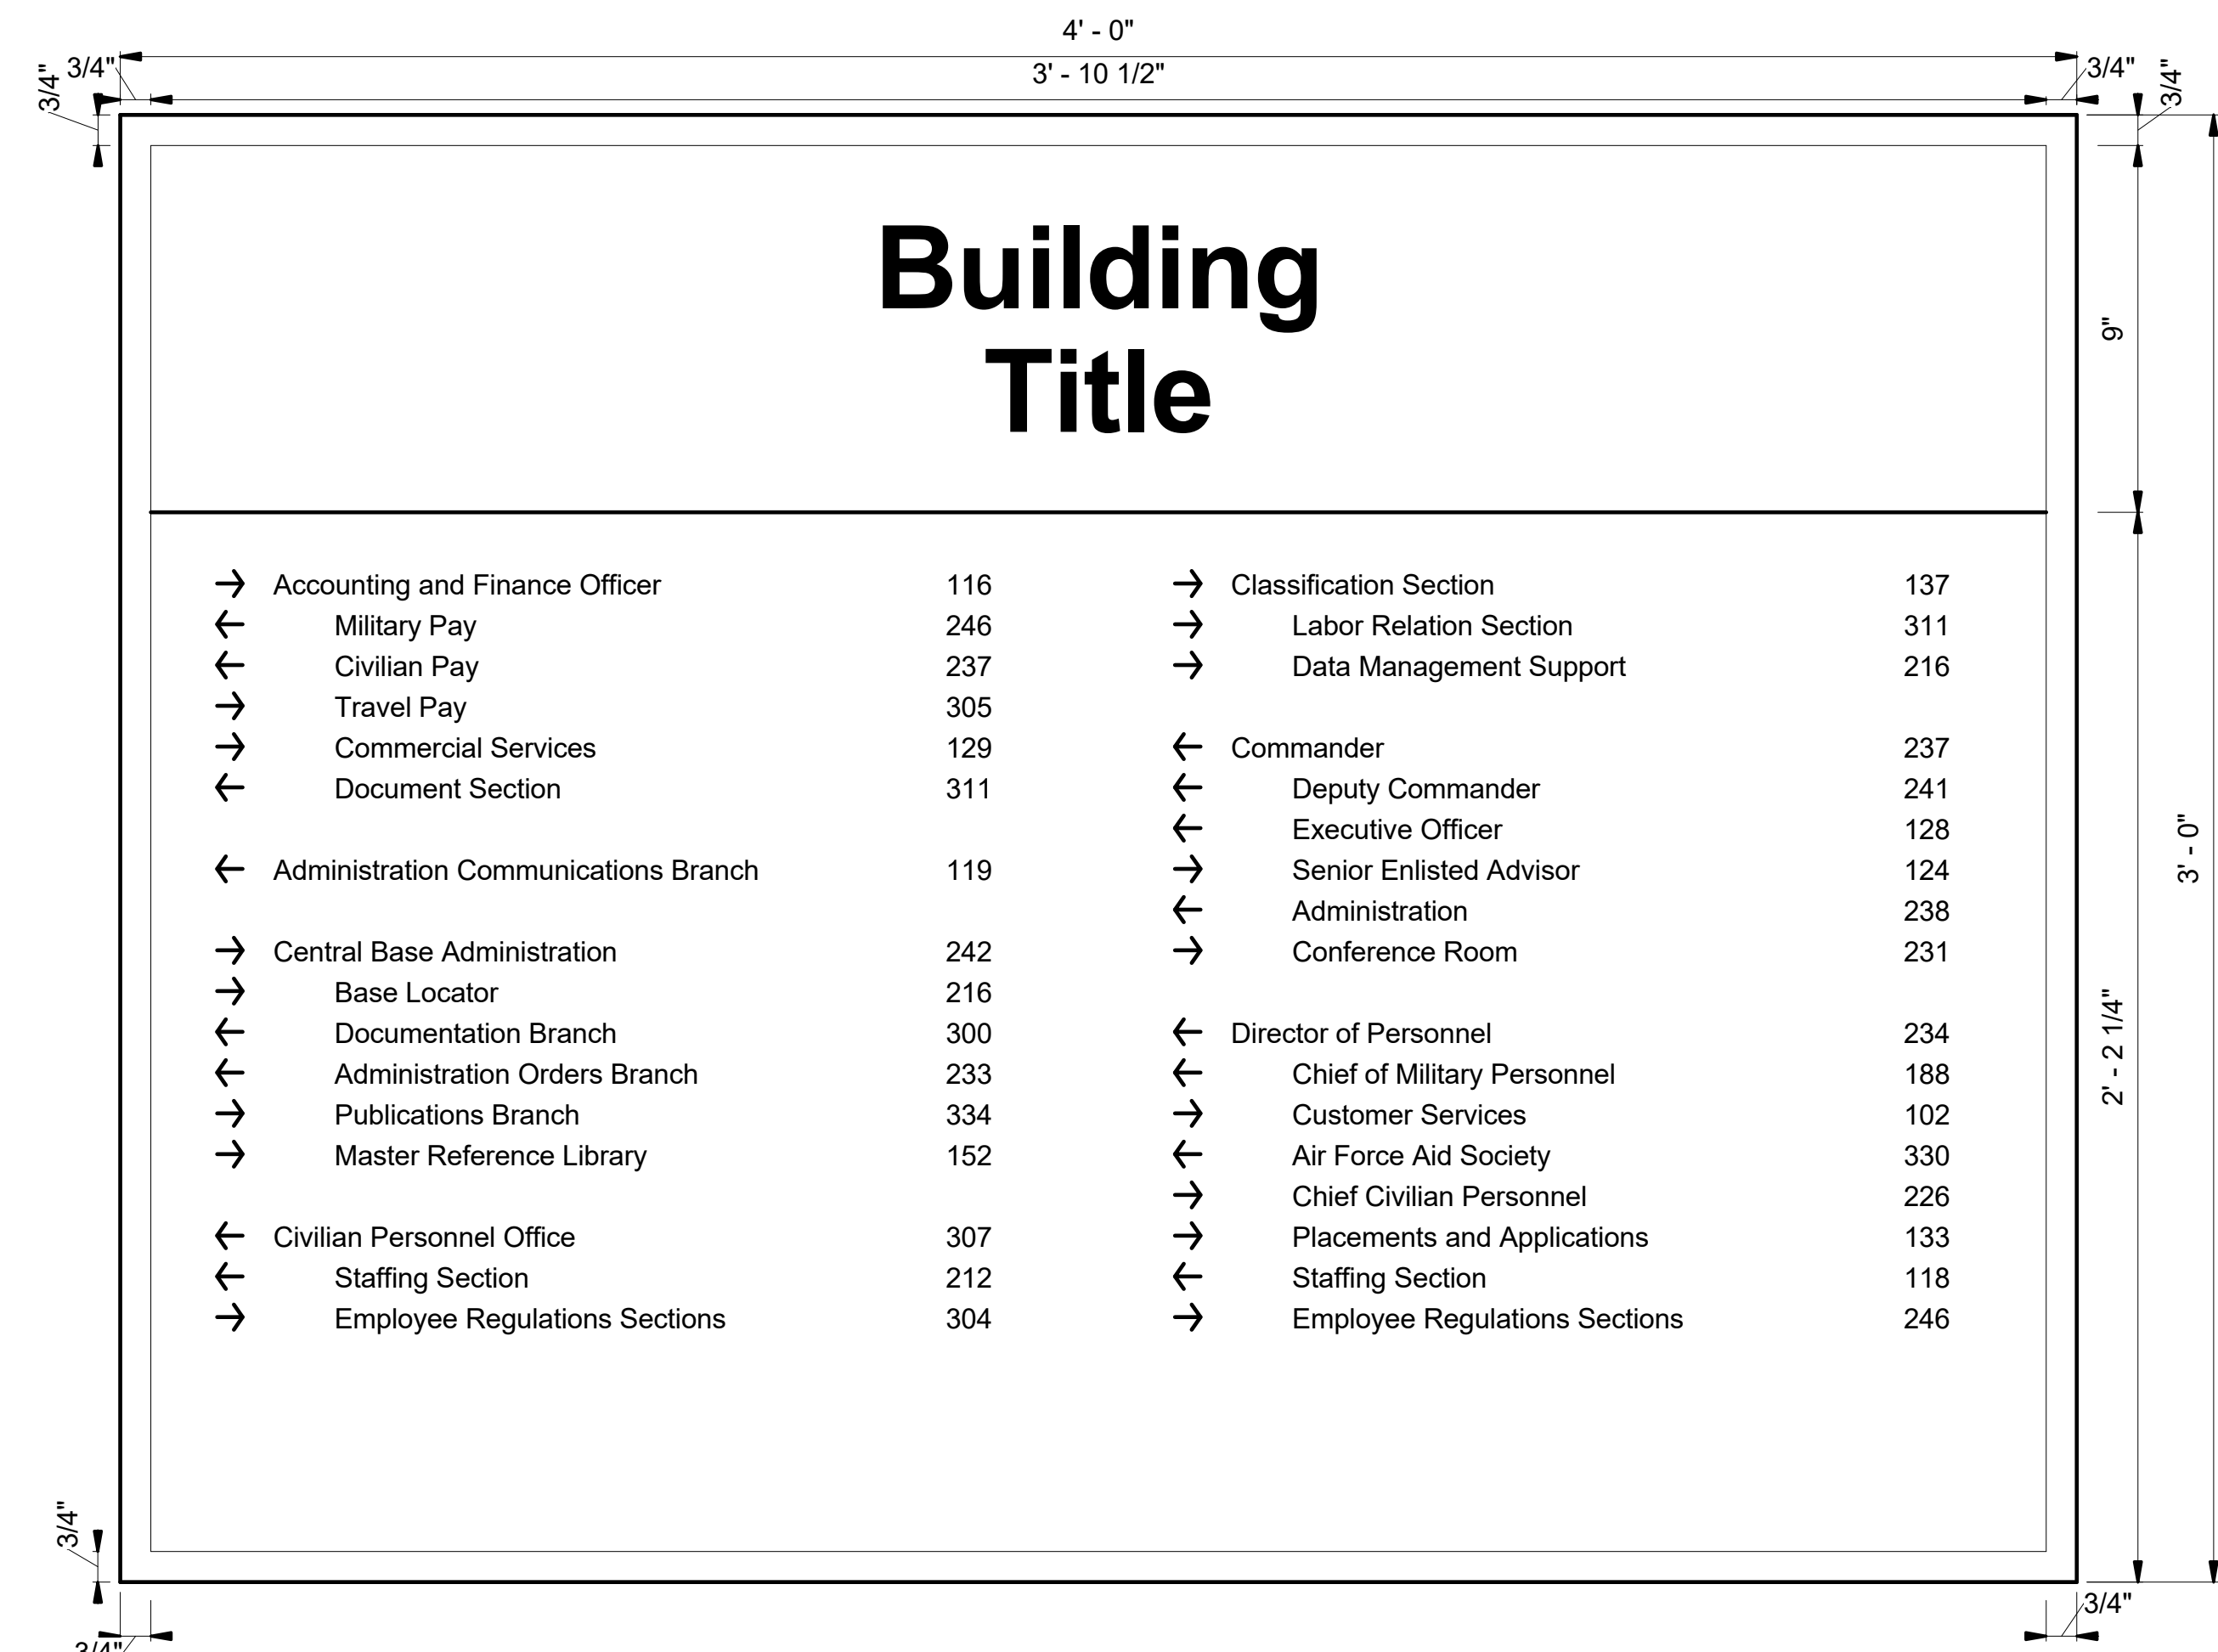 4' - 0"
3' - 10 1/2"
3/4"
3/4"
3/4"
3/4"
Building
Title
9"
→ Accounting and Finance Officer 116
← Military Pay 246
← Civilian Pay 237
→ Travel Pay 305
→ Commercial Services 129
← Document Section 311
← Administration Communications Branch 119
→ Central Base Administration 242
→ Base Locator 216
← Documentation Branch 300
← Administration Orders Branch 233
→ Publications Branch 334
→ Master Reference Library 152
← Civilian Personnel Office 307
← Staffing Section 212
→ Employee Regulations Sections 304
→ Classification Section 137
→ Labor Relation Section 311
→ Data Management Support 216
← Commander 237
← Deputy Commander 241
← Executive Officer 128
→ Senior Enlisted Advisor 124
← Administration 238
→ Conference Room 231
← Director of Personnel 234
← Chief of Military Personnel 188
→ Customer Services 102
← Air Force Aid Society 330
→ Chief Civilian Personnel 226
→ Placements and Applications 133
← Staffing Section 118
→ Employee Regulations Sections 246
3' - 0"
2' - 2 1/4"
3/4"
3/4"
3/4"